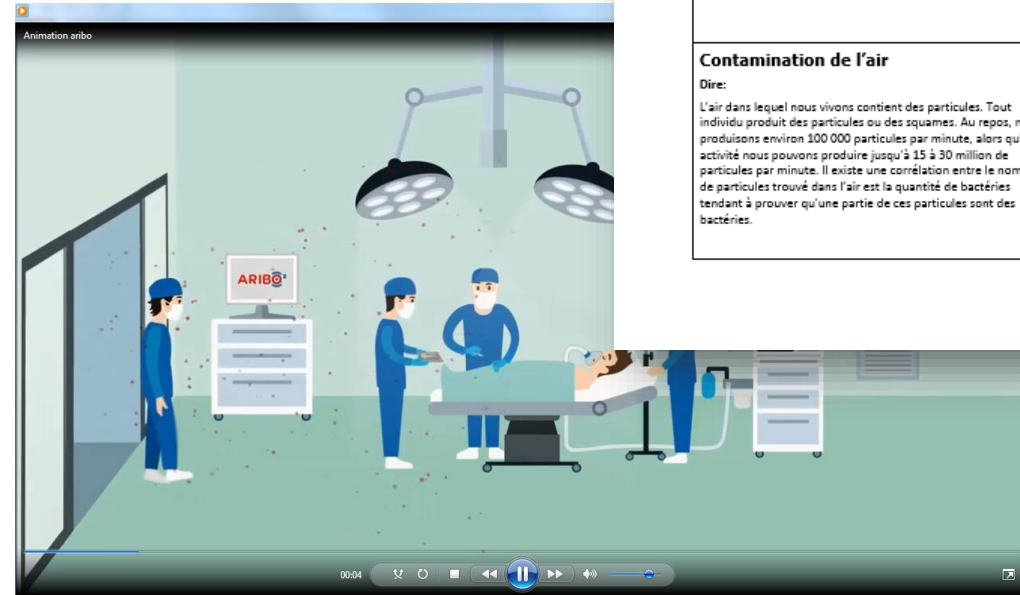 Animation aribo
Contamination de l'air
Dire:
L'air dans lequel nous vivons contient des particules. Tout
individu produit des particules ou des squames. Au repos,
produisons environ 100 000 particules par minute, alors
activité nous pouvons produire jusqu'à 15 à 30 million de
particules par minute. Il existe une corrélation entre le
de particules trouvé dans l'air est la quantité de bactéries
tendant à prouver qu'une partie de ces particules sont des
bactéries.
ARIBO
00:04